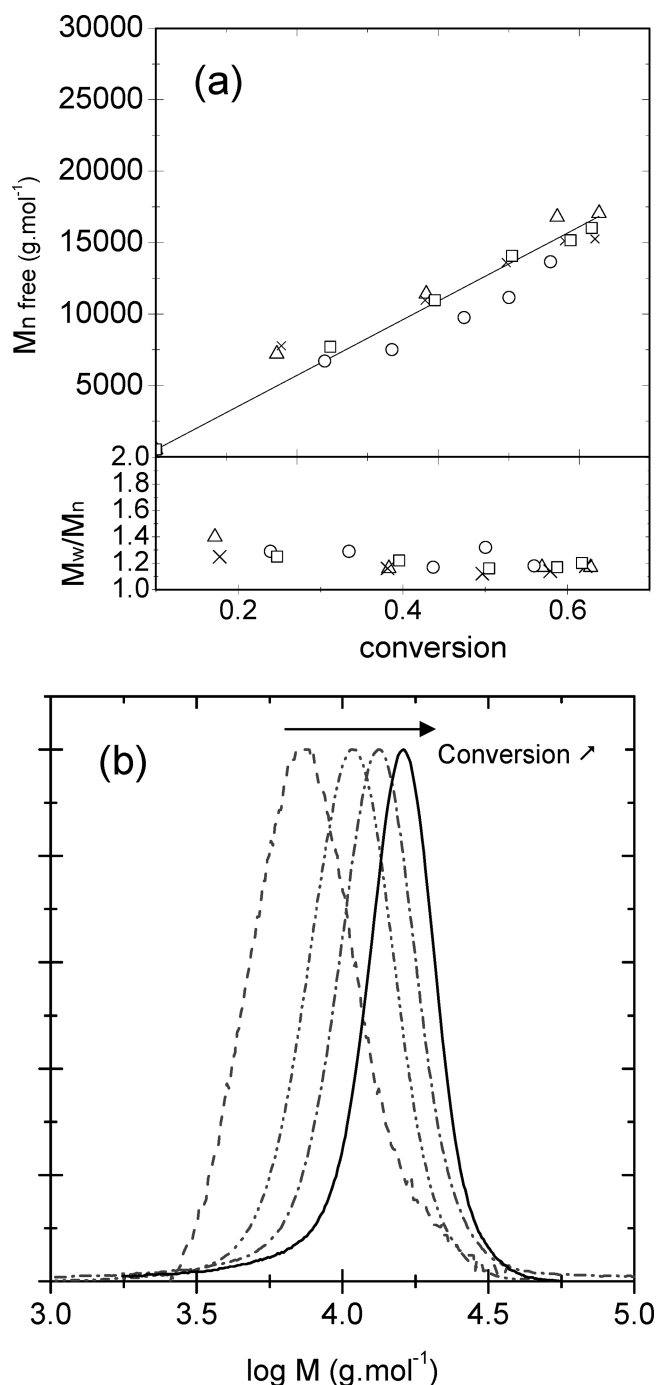 30000
(a)
25000
20000
15000
10000
5000
Mn free (g.mol-1)
2.0
1.8
1.6
1.4
1.2
1.0
Mw/Mn
0.2 0.4 0.6
conversion
(b)
Conversion ↗
3.0 3.5 4.0 4.5 5.0
log M (g.mol-1)